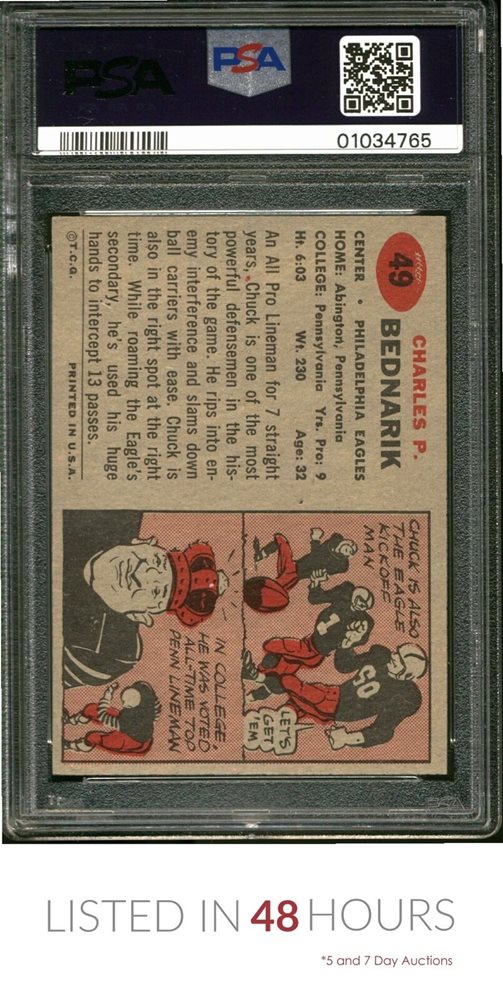 PSA
PSA
01034765
NUMBER
49
CHARLES P.
BEDNARIK
CENTER • PHILADELPHIA EAGLES
HOME: Abington, Pennsylvania
COLLEGE: Pennsylvania Yrs. Pro: 9
Ht. 6:03 Wt. 230 Age: 32
An All Pro Lineman for 7 straight
years, Chuck is one of the most
powerful defensemen in the his-
tory of the game. He rips into en-
emy interference and slams down
ball carriers with ease. Chuck is
also in the right spot at the right
time. While roaming the Eagle's
secondary, he's used his huge
hands to intercept 13 passes.
©T.C.G. PRINTED IN U.S.A.
CHUCK IS ALSO
THE EAGLE
KICKOFF
MAN
1
50
LET'S
GET
'EM
IN COLLEGE,
HE WAS VOTED
ALL-TIME TOP
PENN LINEMAN
PSA
LISTED IN 48 HOURS
*5 and 7 Day Auctions